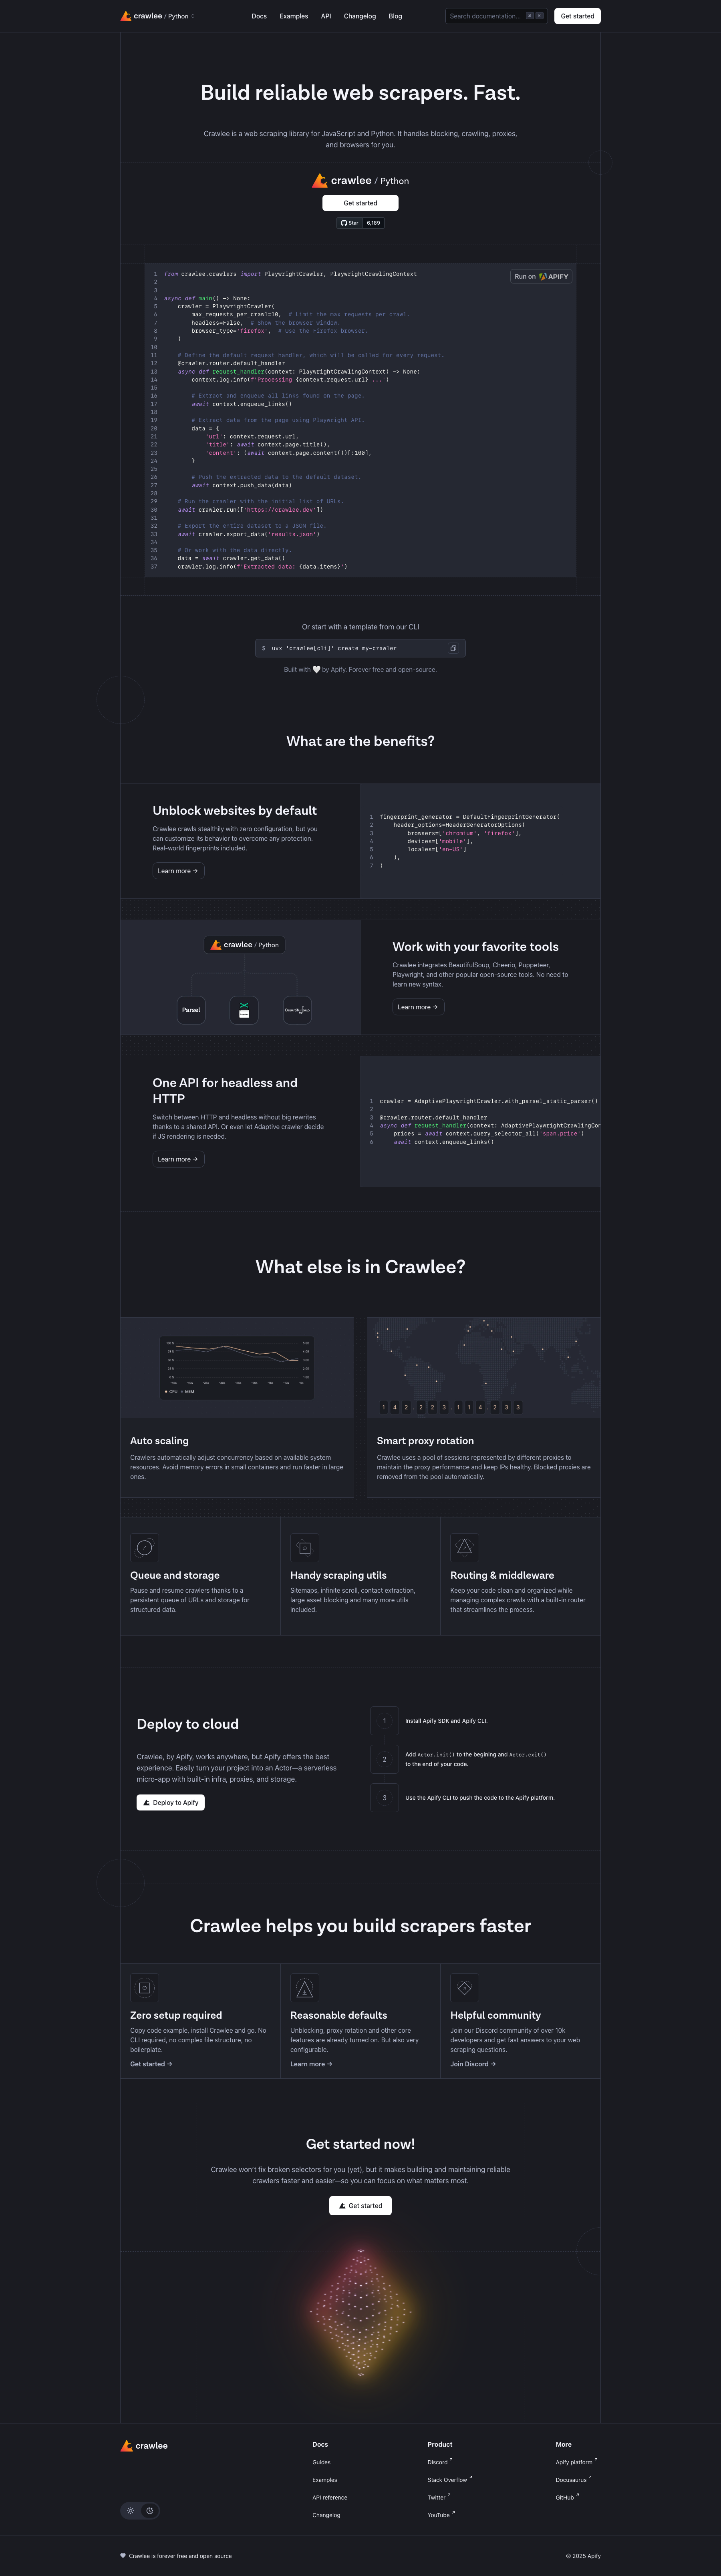 crawlee / Python
Docs Examples API Changelog Blog
Search documentation... ⌘ K
Get started
Build reliable web scrapers. Fast.
Crawlee is a web scraping library for JavaScript and Python. It handles blocking, crawling, proxies,
and browsers for you.
crawlee / Python
Get started
Star 6,169
Run on APIFY
1 from crawlee.crawlers import PlaywrightCrawler, PlaywrightCrawlingContext
2
3
4 async def main() -> None:
5     crawler = PlaywrightCrawler(
6         max_requests_per_crawl=10,  # Limit the max requests per crawl.
7         headless=False,  # Show the browser window.
8         browser_type='firefox',  # Use the Firefox browser.
9     )
10
11     # Define the default request handler, which will be called for every request.
12     @crawler.router.default_handler
13     async def request_handler(context: PlaywrightCrawlingContext) -> None:
14         context.log.info(f'Processing {context.request.url} ...')
15
16         # Extract and enqueue all links found on the page.
17         await context.enqueue_links()
18
19         # Extract data from the page using Playwright API.
20         data = {
21             'url': context.request.url,
22             'title': await context.page.title(),
23             'content': (await context.page.content())[:100],
24         }
25
26         # Push the extracted data to the default dataset.
27         await context.push_data(data)
28
29     # Run the crawler with the initial list of URLs.
30     await crawler.run(['https://crawlee.dev'])
31
32     # Export the entire dataset to a JSON file.
33     await crawler.export_data('results.json')
34
35     # Or work with the data directly.
36     data = await crawler.get_data()
37     crawler.log.info(f'Extracted data: {data.items}')
Or start with a template from our CLI
$ uvx 'crawlee[cli]' create my-crawler
Built with 🤍 by Apify. Forever free and open-source.
What are the benefits?
Unblock websites by default
Crawlee crawls stealthily with zero configuration, but you
can customize its behavior to overcome any protection.
Real-world fingerprints included.
Learn more →
1 fingerprint_generator = DefaultFingerprintGenerator(
2     header_options=HeaderGeneratorOptions(
3         browsers=['chromium', 'firefox'],
4         devices=['mobile'],
5         locales=['en-US']
6     ),
7 )
crawlee / Python
Parsel
BeautifulSoup
Work with your favorite tools
Crawlee integrates BeautifulSoup, Cheerio, Puppeteer,
Playwright, and other popular open-source tools. No need to
learn new syntax.
Learn more →
One API for headless and
HTTP
Switch between HTTP and headless without big rewrites
thanks to a shared API. Or even let Adaptive crawler decide
if JS rendering is needed.
Learn more →
1 crawler = AdaptivePlaywrightCrawler.with_parsel_static_parser()
2
3 @crawler.router.default_handler
4 async def request_handler(context: AdaptivePlaywrightCrawlingCon
5     prices = await context.query_selector_all('span.price')
6     await context.enqueue_links()
What else is in Crawlee?
CPU MEM
142.223.114.233
Auto scaling
Crawlers automatically adjust concurrency based on available system
resources. Avoid memory errors in small containers and run faster in large
ones.
Smart proxy rotation
Crawlee uses a pool of sessions represented by different proxies to
maintain the proxy performance and keep IPs healthy. Blocked proxies are
removed from the pool automatically.
Queue and storage
Pause and resume crawlers thanks to a
persistent queue of URLs and storage for
structured data.
Handy scraping utils
Sitemaps, infinite scroll, contact extraction,
large asset blocking and many more utils
included.
Routing & middleware
Keep your code clean and organized while
managing complex crawls with a built-in router
that streamlines the process.
Deploy to cloud
Crawlee, by Apify, works anywhere, but Apify offers the best
experience. Easily turn your project into an Actor—a serverless
micro-app with built-in infra, proxies, and storage.
Deploy to Apify
1 Install Apify SDK and Apify CLI.
2 Add Actor.init() to the begining and Actor.exit()
to the end of your code.
3 Use the Apify CLI to push the code to the Apify platform.
Crawlee helps you build scrapers faster
Zero setup required
Copy code example, install Crawlee and go. No
CLI required, no complex file structure, no
boilerplate.
Get started →
Reasonable defaults
Unblocking, proxy rotation and other core
features are already turned on. But also very
configurable.
Learn more →
Helpful community
Join our Discord community of over 10k
developers and get fast answers to your web
scraping questions.
Join Discord →
Get started now!
Crawlee won't fix broken selectors for you (yet), but it makes building and maintaining reliable
crawlers faster and easier—so you can focus on what matters most.
Get started
crawlee
Docs
Guides
Examples
API reference
Changelog
Product
Discord
Stack Overflow
Twitter
YouTube
More
Apify platform
Docusaurus
GitHub
Crawlee is forever free and open source
© 2025 Apify